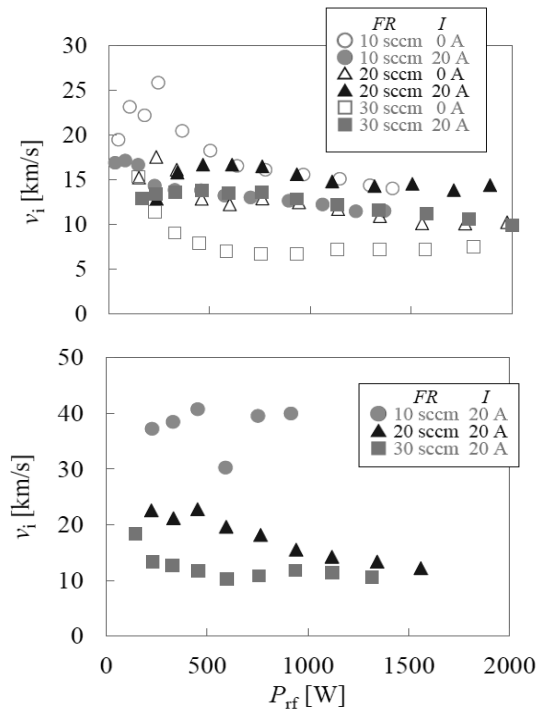 FR I
10 sccm 0 A
10 sccm 20 A
20 sccm 0 A
20 sccm 20 A
30 sccm 0 A
30 sccm 20 A
30
25
20
15
10
5
0
vi [km/s]
FR I
10 sccm 20 A
20 sccm 20 A
30 sccm 20 A
50
40
30
20
10
0
vi [km/s]
0 500 1000 1500 2000
Prf [W]